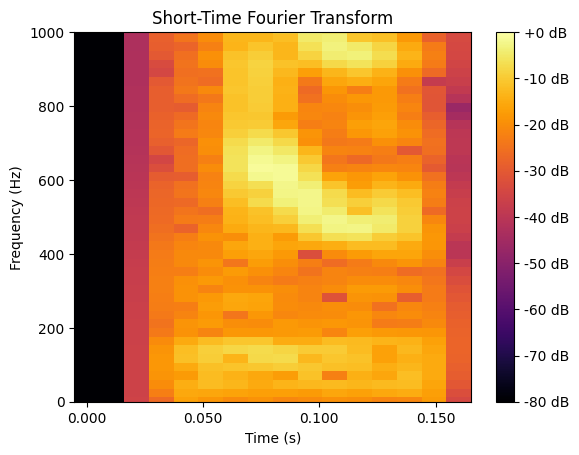 Short-Time Fourier Transform
Frequency (Hz)
1000
800
600
400
200
0
0.000
0.050
0.100
0.150
Time (s)
+0 dB
-10 dB
-20 dB
-30 dB
-40 dB
-50 dB
-60 dB
-70 dB
-80 dB